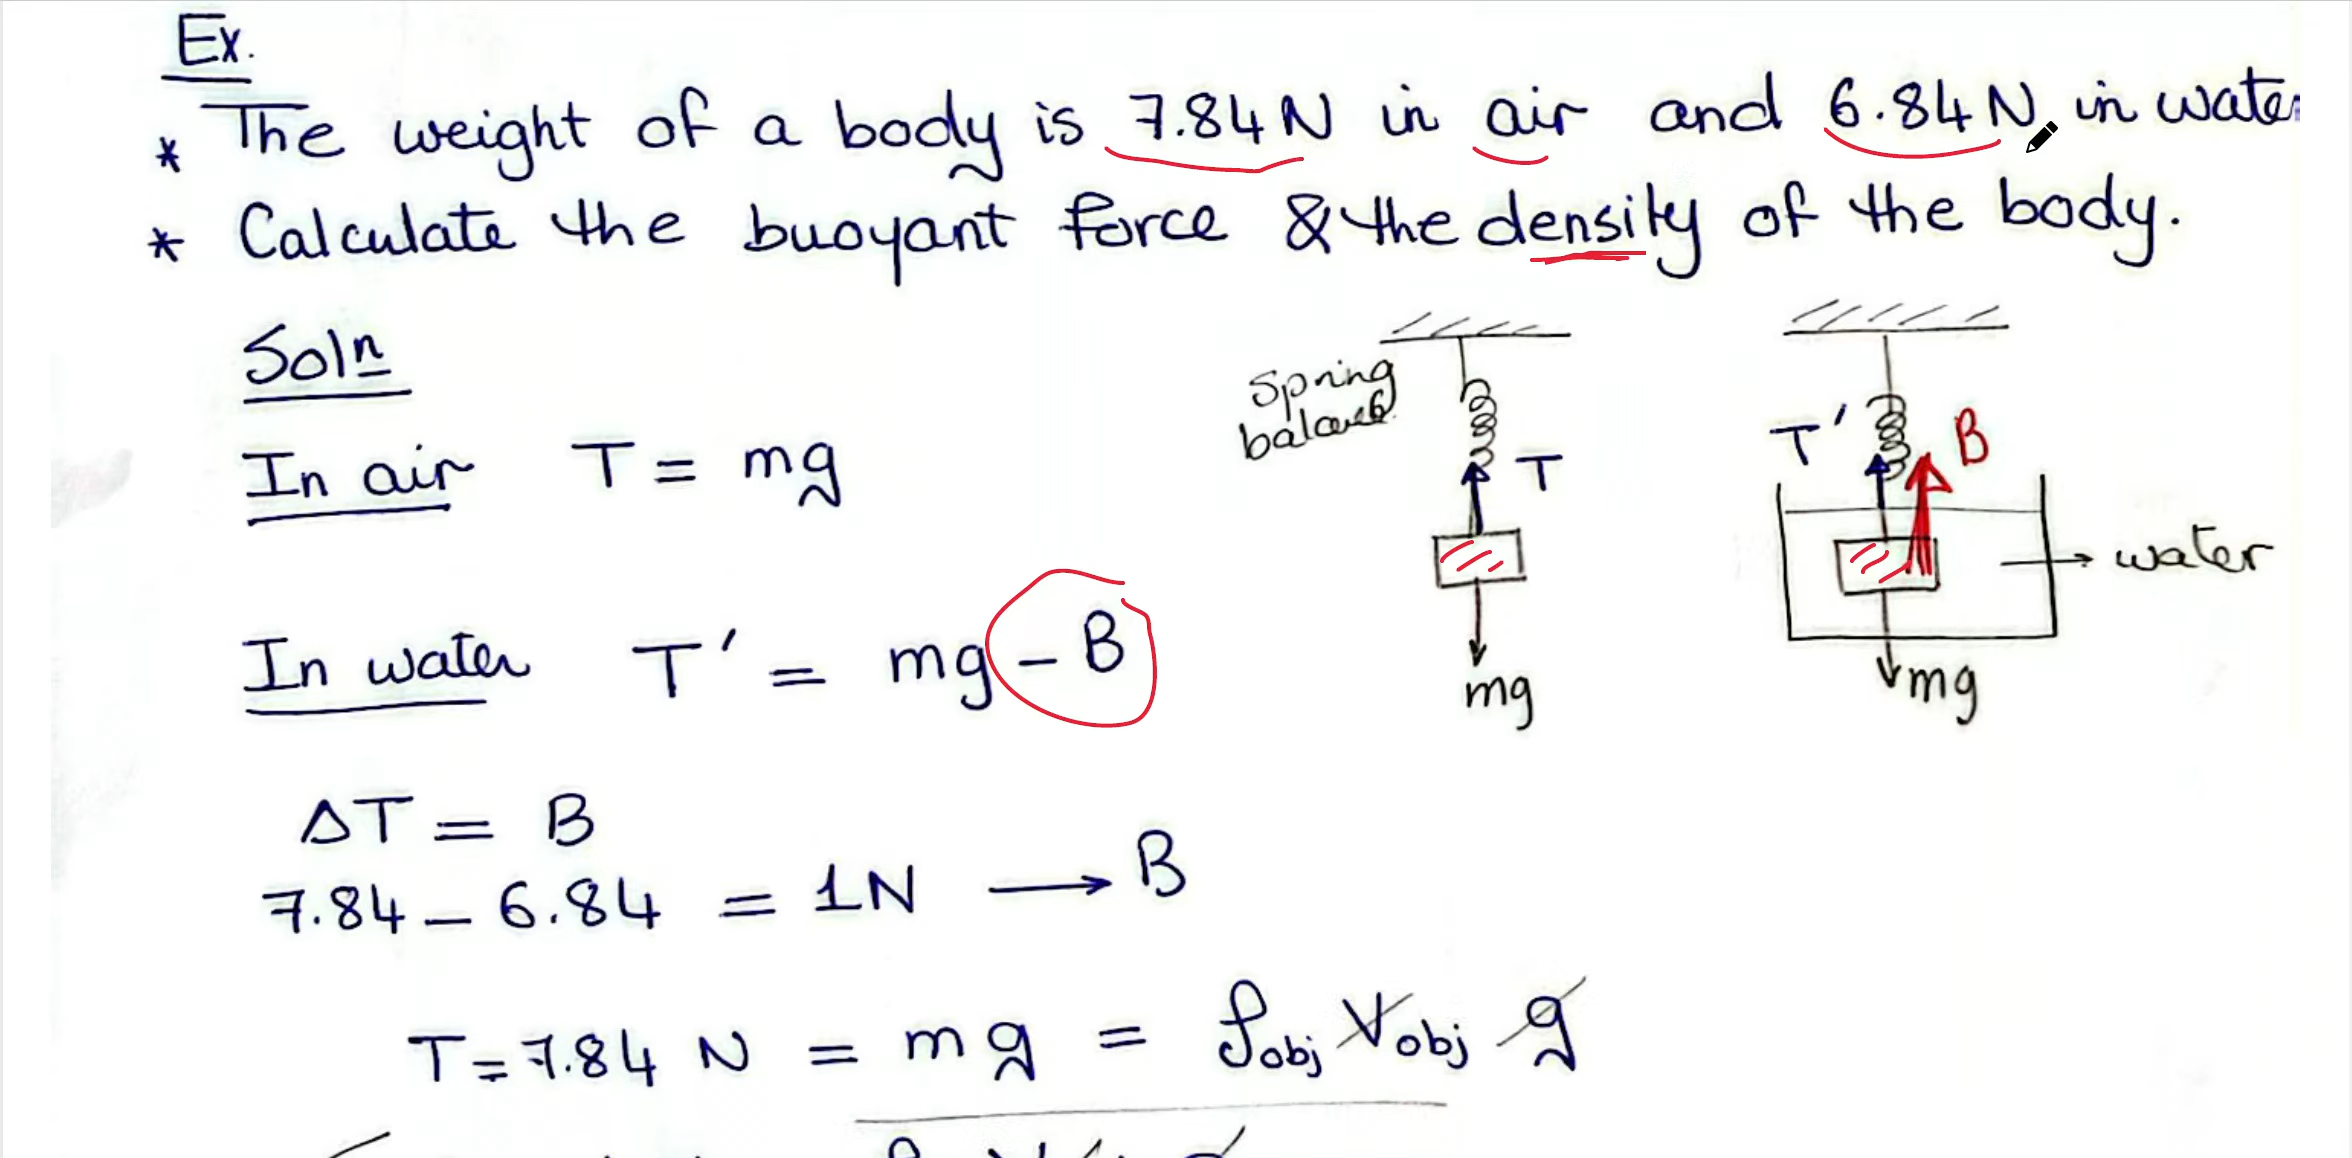 Ex.
* The weight of a body is 7.84N in air and 6.84N in water
* Calculate the buoyant force & the density of the body.
Soln
In air T = mg
Spring
balance
T
mg
T' B
water
mg
In water T' = mg - B
ΔT = B
7.84 - 6.84 = 1N → B
T = 7.84 N = mg = ρobj Vobj g